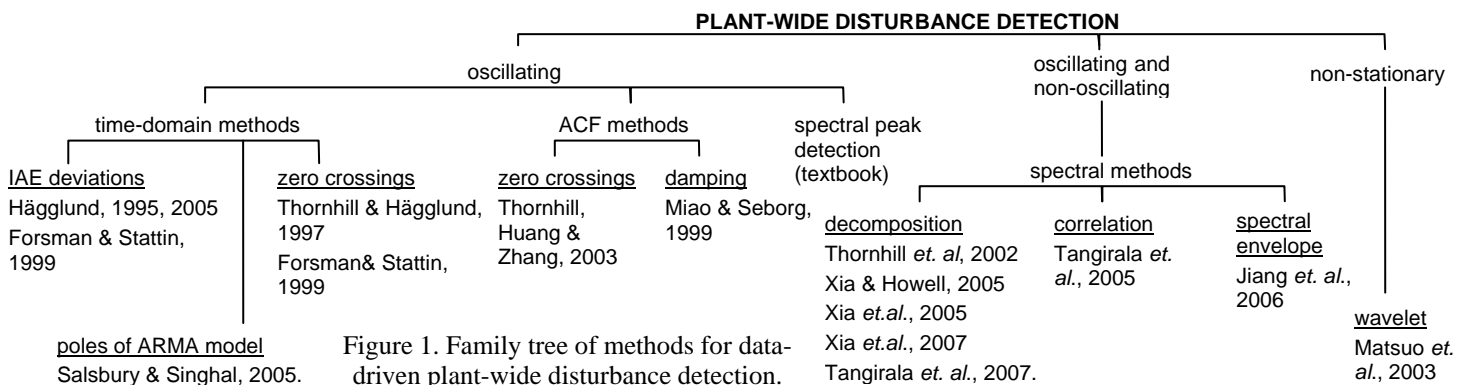 PLANT-WIDE DISTURBANCE DETECTION
oscillating
oscillating and
non-oscillating
non-stationary
time-domain methods
ACF methods
spectral peak
detection
(textbook)
IAE deviations
Hägglund, 1995, 2005
Forsman & Stattin,
1999
zero crossings
Thornhill & Hägglund,
1997
Forsman& Stattin,
1999
poles of ARMA model
Salsbury & Singhal, 2005.
zero crossings
Thornhill,
Huang &
Zhang, 2003
damping
Miao & Seborg,
1999
spectral methods
decomposition
Thornhill et. al, 2002
Xia & Howell, 2005
Xia et.al., 2005
Xia et.al., 2007
Tangirala et. al., 2007.
correlation
Tangirala et.
al., 2005
spectral
envelope
Jiang et. al.,
2006
wavelet
Matsuo et.
al., 2003
Figure 1. Family tree of methods for data-
driven plant-wide disturbance detection.